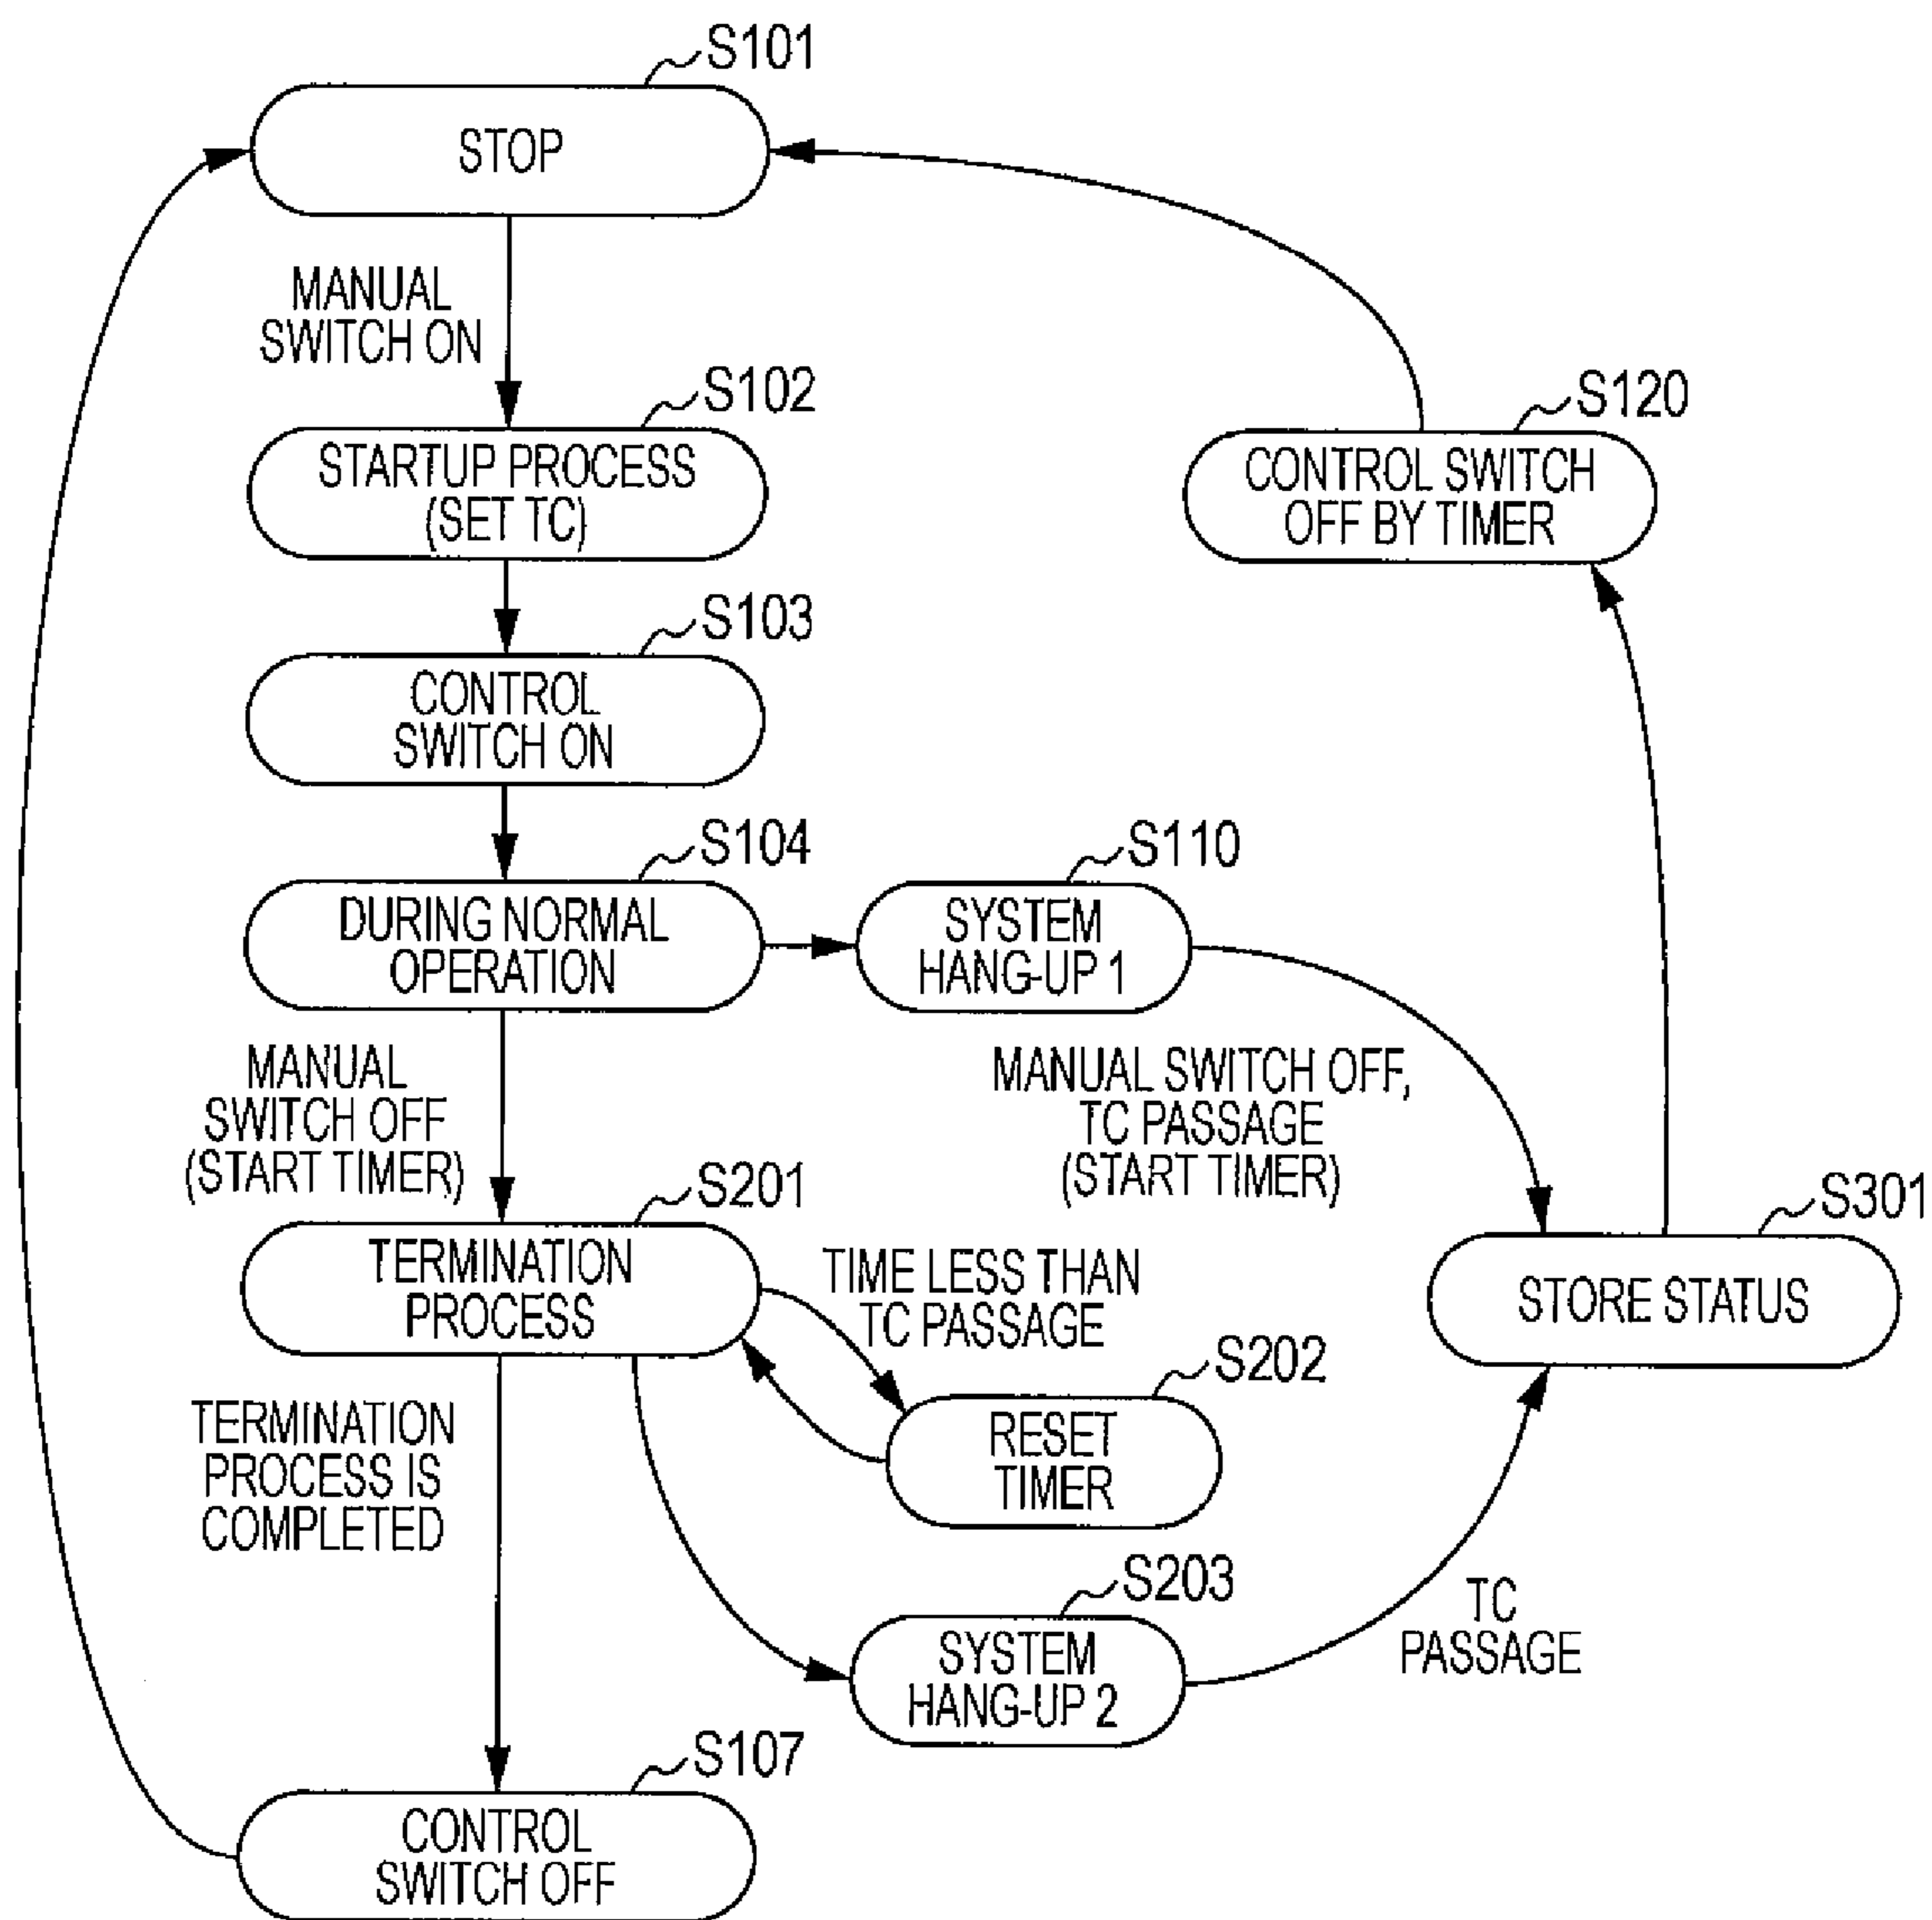 S101
STOP
MANUAL
SWITCH ON
S102
STARTUP PROCESS
(SET TC)
S120
CONTROL SWITCH
OFF BY TIMER
S103
CONTROL
SWITCH ON
S104
DURING NORMAL
OPERATION
S110
SYSTEM
HANG-UP 1
MANUAL
SWITCH OFF
(START TIMER)
MANUAL SWITCH OFF,
TC PASSAGE
(START TIMER)
S201
TERMINATION
PROCESS
TIME LESS THAN
TC PASSAGE
S301
STORE STATUS
S202
RESET
TIMER
TERMINATION
PROCESS IS
COMPLETED
S203
SYSTEM
HANG-UP 2
TC
PASSAGE
S107
CONTROL
SWITCH OFF